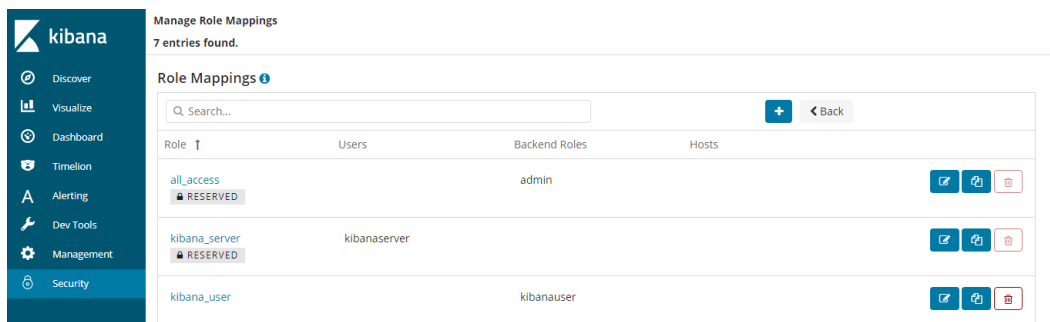 kibana
Discover
Visualize
Dashboard
Timelion
Alerting
Dev Tools
Management
Security
Manage Role Mappings
7 entries found.
Role Mappings
Search...
+
Back
Role Users Backend Roles Hosts
all_access admin
RESERVED
kibana_server kibanaserver
RESERVED
kibana_user kibanauser